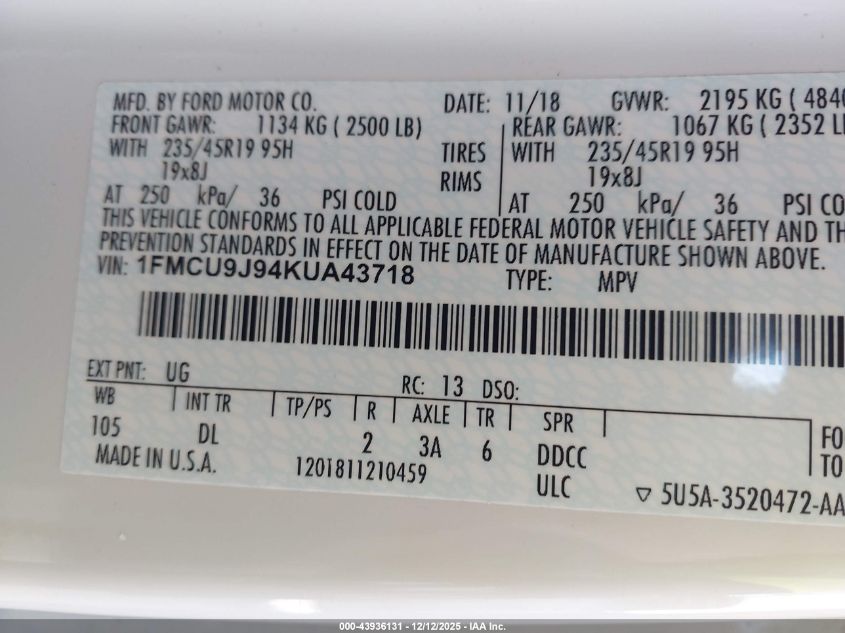 MFD. BY FORD MOTOR CO. DATE: 11/18 GVWR: 2195 KG ( 4840
FRONT GAWR: 1134 KG ( 2500 LB) REAR GAWR: 1067 KG ( 2352 L
WITH 235/45R19 95H TIRES WITH 235/45R19 95H
19x8J RIMS 19x8J
AT 250 kPa/ 36 PSI COLD AT 250 kPa/ 36 PSI CO
THIS VEHICLE CONFORMS TO ALL APPLICABLE FEDERAL MOTOR VEHICLE SAFETY AND TH
PREVENTION STANDARDS IN EFFECT ON THE DATE OF MANUFACTURE SHOWN ABOVE.
VIN: 1FMCU9J94KUA43718 TYPE: MPV
EXT PNT: UG RC: 13 DSO:
WB INT TR TP/PS R AXLE TR SPR
105 DL 2 3A 6 DDCC FO
MADE IN U.S.A. 1201811210459 ULC TO
▽ 5U5A-3520472-AA
000-43936131 - 12/12/2025 - IAA Inc.